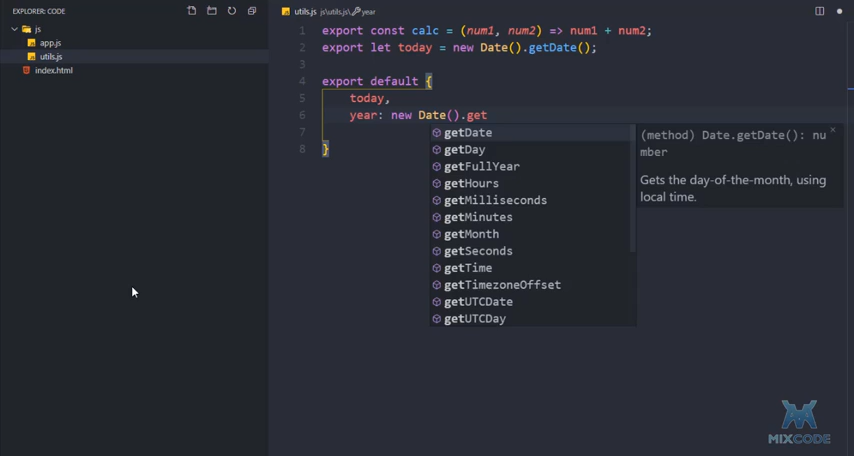 EXPLORER: CODE
js
app.js
utils.js
index.html
utils.js js\utils.js\year
1 export const calc = (num1, num2) => num1 + num2;
2 export let today = new Date().getDate();
3
4 export default {
5 today,
6 year: new Date().get
7
8 }
getDate
getDay
getFullYear
getHours
getMilliseconds
getMinutes
getMonth
getSeconds
getTime
getTimezoneOffset
getUTCDate
getUTCDay
(method) Date.getDate(): nu
mber
Gets the day-of-the-month, using
local time.
MIXCODE